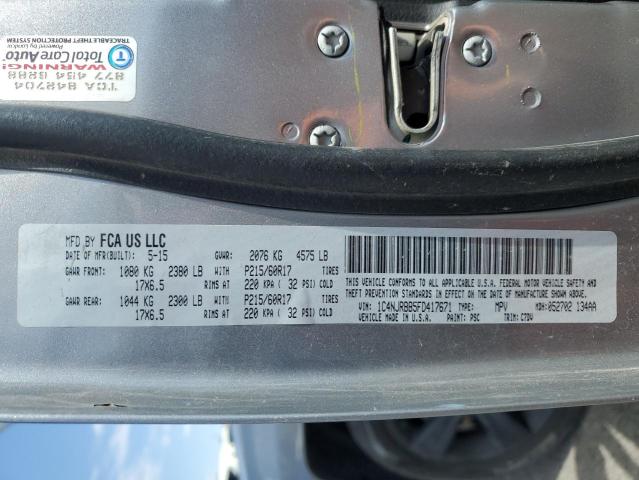 TCA 842704
877 454 6288
WARNING!
Total Care Auto
Powered by
TRACEABLE THEFT PROTECTION SYSTEM
MFD BY FCA US LLC
DATE OF MFR(BUILT): 5-15 GVWR: 2076 KG 4575 LB
GAWR FRONT: 1080 KG 2380 LB WITH P215/60R17 TIRES
17X6.5 RIMS AT 220 KPA ( 32 PSI) COLD
GAWR REAR: 1044 KG 2300 LB WITH P215/60R17 TIRES
17X6.5 RIMS AT 220 KPA ( 32 PSI) COLD
THIS VEHICLE CONFORMS TO ALL APPLICABLE U.S.A. FEDERAL MOTOR VEHICLE
SAFETY, BUMPER, AND THEFT PREVENTION STANDARDS IN EFFECT ON THE
DATE OF MANUFACTURE SHOWN ABOVE.
VIN: 1C4NJRBB5FD417671 TYPE: MPV MDH: 052702 134AA
VEHICLE MADE IN U.S.A. PAINT: PSC TRIM: C7DV